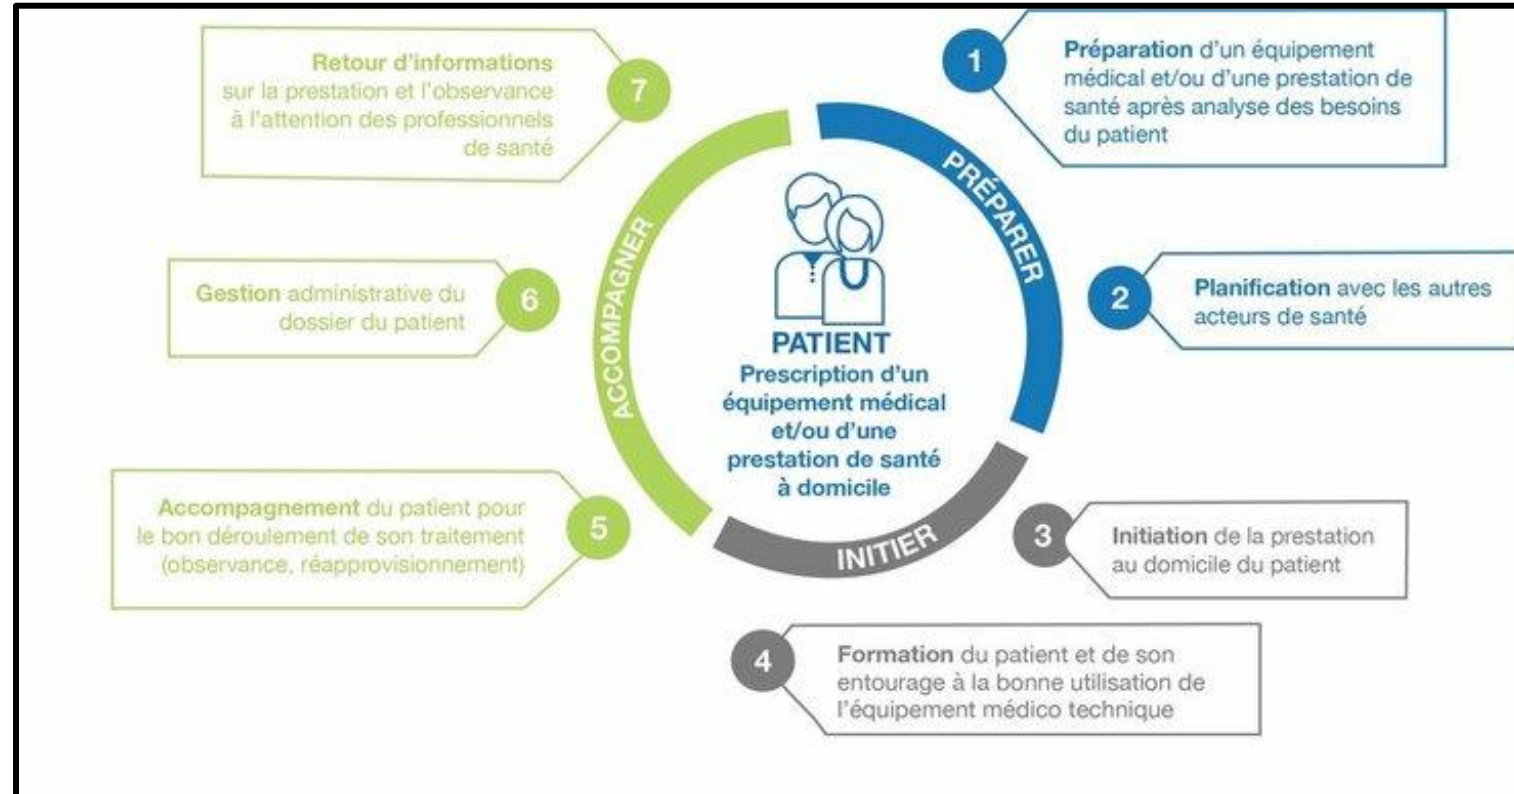 1
Préparation d'un équipement
médical et/ou d'une prestation de
santé après analyse des besoins
du patient
PRÉPARER
2
Planification avec les autres
acteurs de santé
3
Initiation de la prestation
au domicile du patient
INITIER
4
Formation du patient et de son
entourage à la bonne utilisation de
l'équipement médico technique
5
Accompagnement du patient pour
le bon déroulement de son traitement
(observance, réapprovisionnement)
ACCOMPAGNER
6
Gestion administrative du
dossier du patient
7
Retour d'informations
sur la prestation et l'observance
à l'attention des professionnels
de santé
PATIENT
Prescription d'un
équipement médical
et/ou d'une
prestation de santé
à domicile